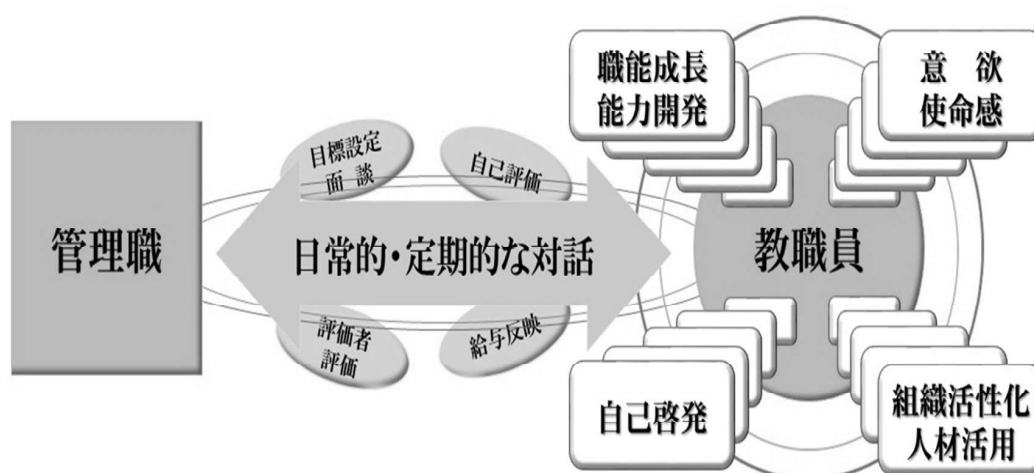 職能成長
能力開発
意 欲
使命感
目標設定
面 談
自己評価
管理職
日常的・定期的な対話
教職員
評価者
評価
給与反映
自己啓発
組織活性化
人材活用